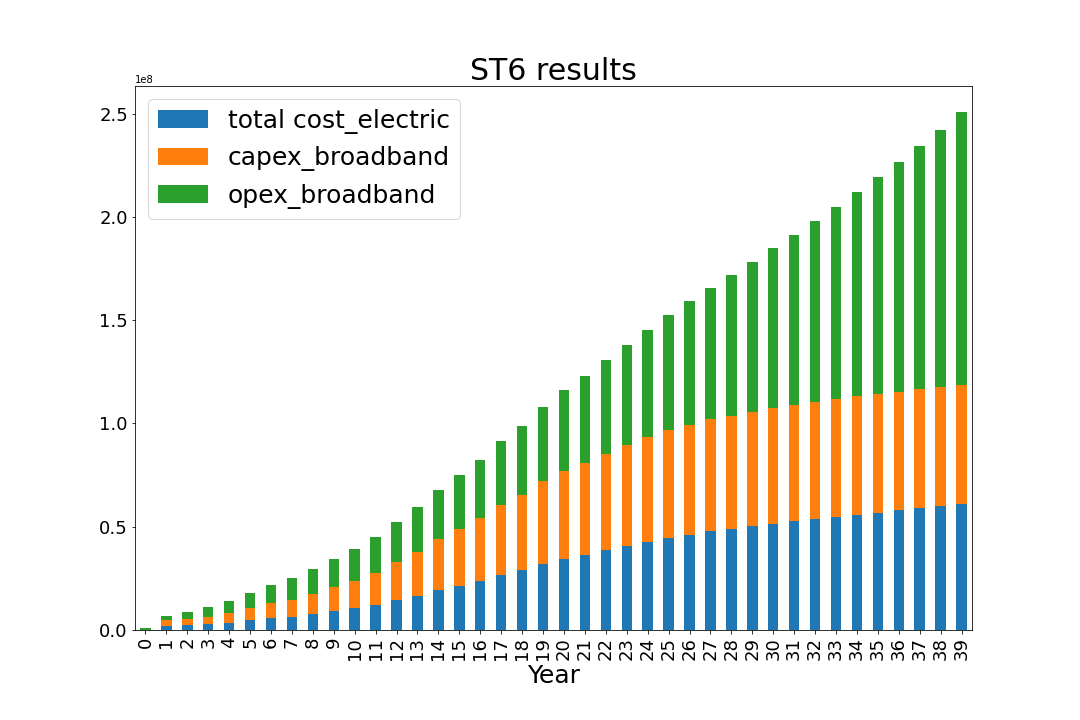 ST6 results
1e8
total cost_electric
capex_broadband
opex_broadband
2.5
2.0
1.5
1.0
0.5
0.0
0 1 2 3 4 5 6 7 8 9 10 11 12 13 14 15 16 17 18 19 20 21 22 23 24 25 26 27 28 29 30 31 32 33 34 35 36 37 38 39
Year